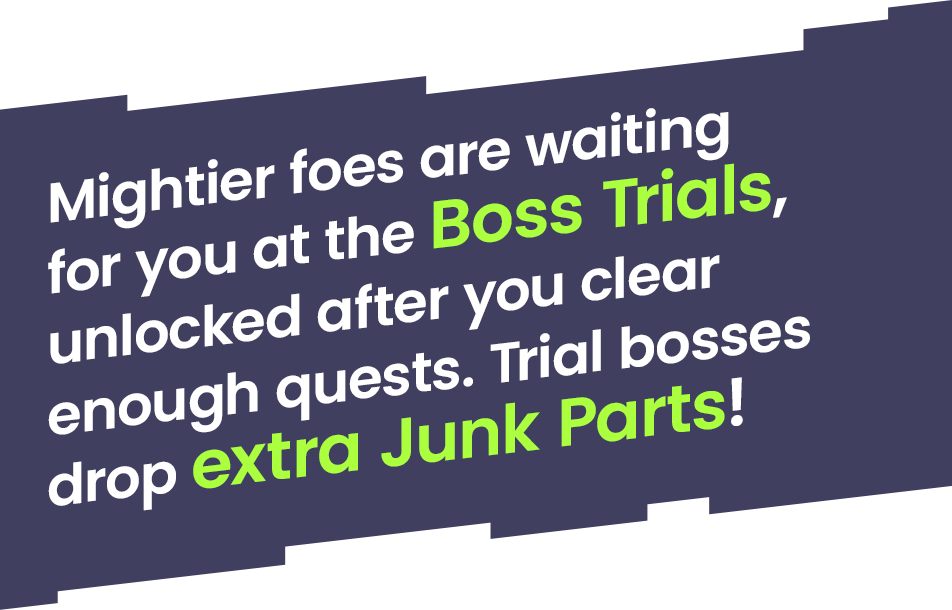 Mightier foes are waiting
for you at the Boss Trials,
unlocked after you clear
enough quests. Trial bosses
drop extra Junk Parts!